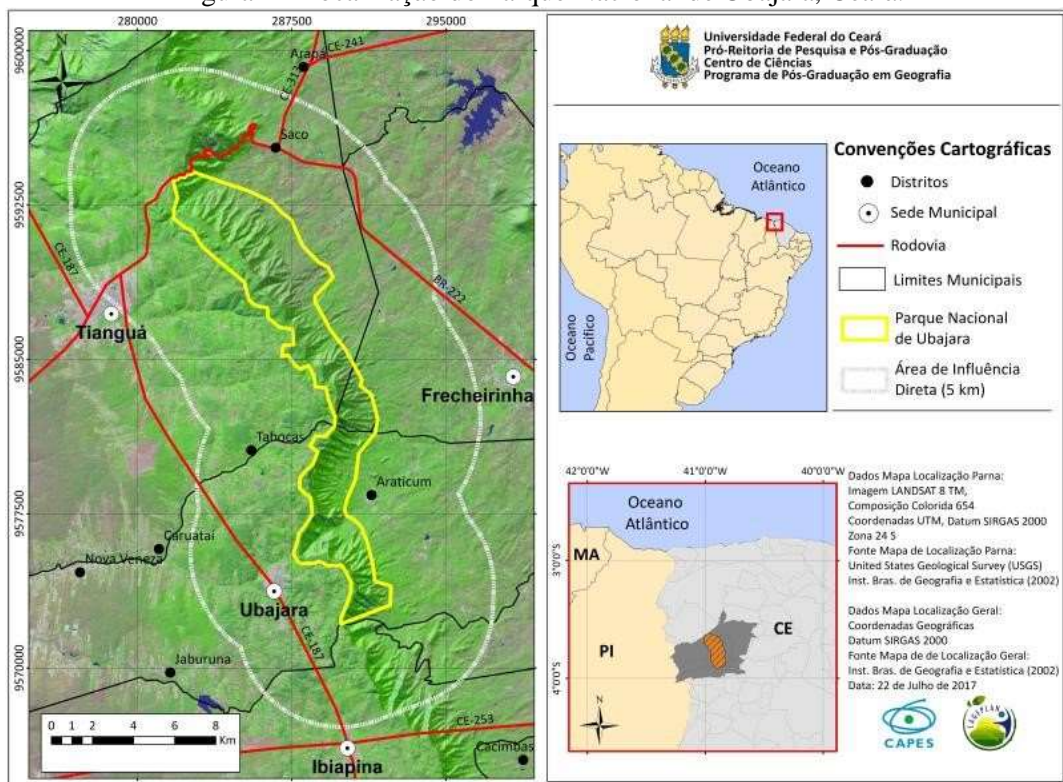 280000
287500
295000
9600000
9592500
9585000
9577500
9570000
N
CE-241
Arapá
CE-311
Saco
CE-187
BR-222
Tianguá
Frecheirinha
Tabocas
Araticum
Caruataí
Nova Veneza
Ubajara
CE-187
Jaburuna
CE-253
Cacimbas
Ibiapina
0 1 2 4 6 8
Km
Universidade Federal do Ceará
Pró-Reitoria de Pesquisa e Pós-Graduação
Centro de Ciências
Programa de Pós-Graduação em Geografia
Oceano
Atlântico
Oceano
Pacífico
Convenções Cartográficas
Distritos
Sede Municipal
Rodovia
Limites Municipais
Parque Nacional
de Ubajara
Área de Influência
Direta (5 km)
42°0'0"W
41°0'0"W
40°0'0"W
3°0'0"S
4°0'0"S
Oceano
Atlântico
MA
PI
CE
N
Dados Mapa Localização Parna:
Imagem LANDSAT 8 TM,
Composição Colorida 654
Coordenadas UTM, Datum SIRGAS 2000
Zona 24 S
Fonte Mapa de Localização Parna:
United States Geological Survey (USGS)
Inst. Bras. de Geografia e Estatística (2002)
Dados Mapa Localização Geral:
Coordenadas Geográficas
Datum SIRGAS 2000
Fonte Mapa de de Localização Geral:
Inst. Bras. de Geografia e Estatística (2002)
Data: 22 de Julho de 2017
CAPES
LAGEPLAN